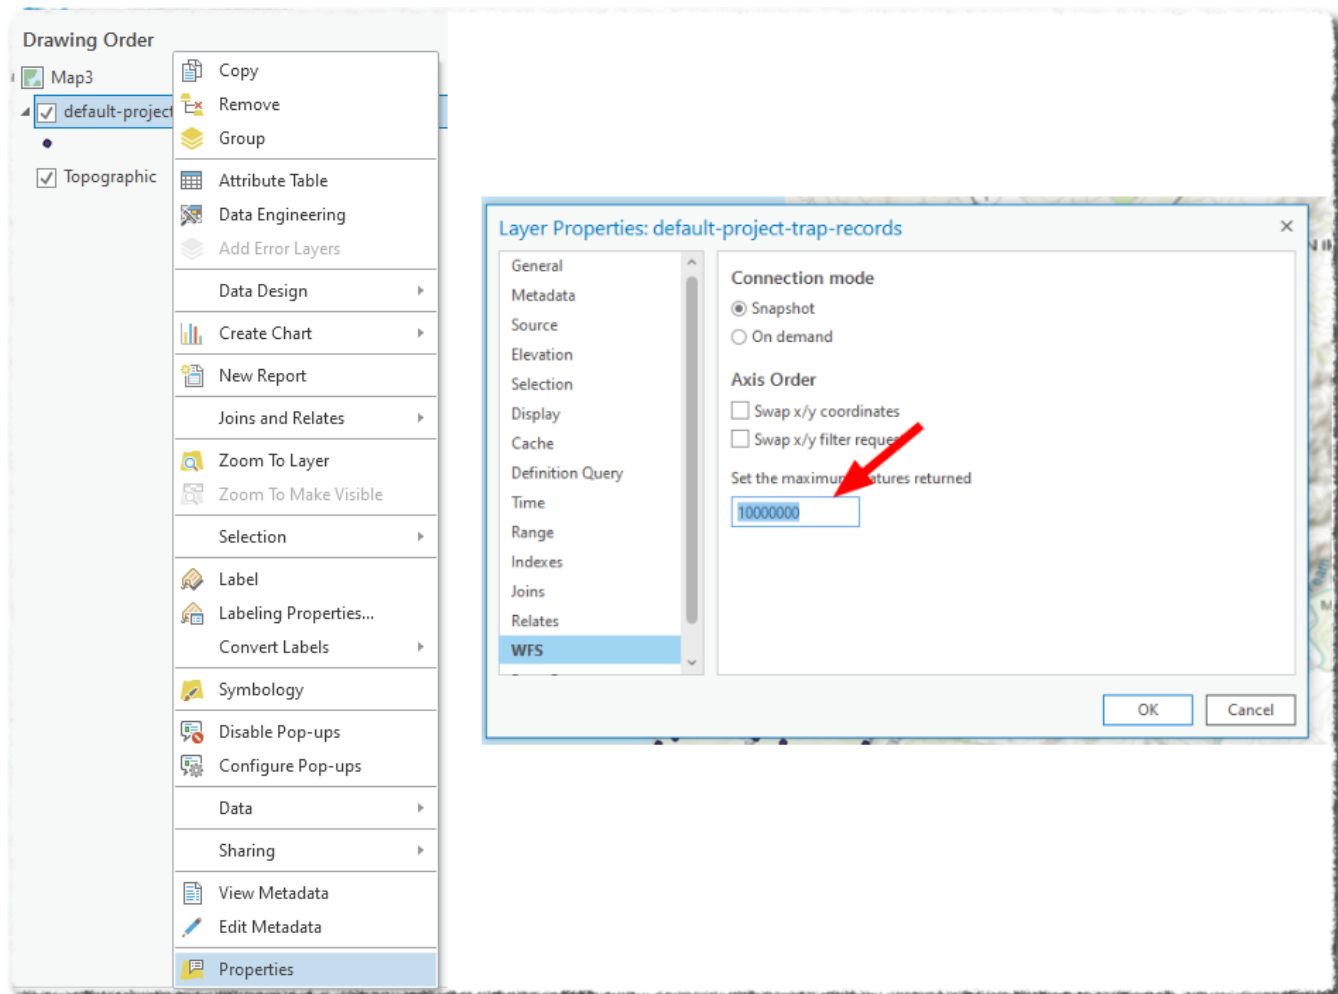 Drawing Order
Map3
default-project
Topographic
Copy
Remove
Group
Attribute Table
Data Engineering
Add Error Layers
Data Design
Create Chart
New Report
Joins and Relates
Zoom To Layer
Zoom To Make Visible
Selection
Label
Labeling Properties...
Convert Labels
Symbology
Disable Pop-ups
Configure Pop-ups
Data
Sharing
View Metadata
Edit Metadata
Properties
Layer Properties: default-project-trap-records
General
Metadata
Source
Elevation
Selection
Display
Cache
Definition Query
Time
Range
Indexes
Joins
Relates
WFS
Connection mode
Snapshot
On demand
Axis Order
Swap x/y coordinates
Swap x/y filter
Set the returned
10000000
OK
Cancel